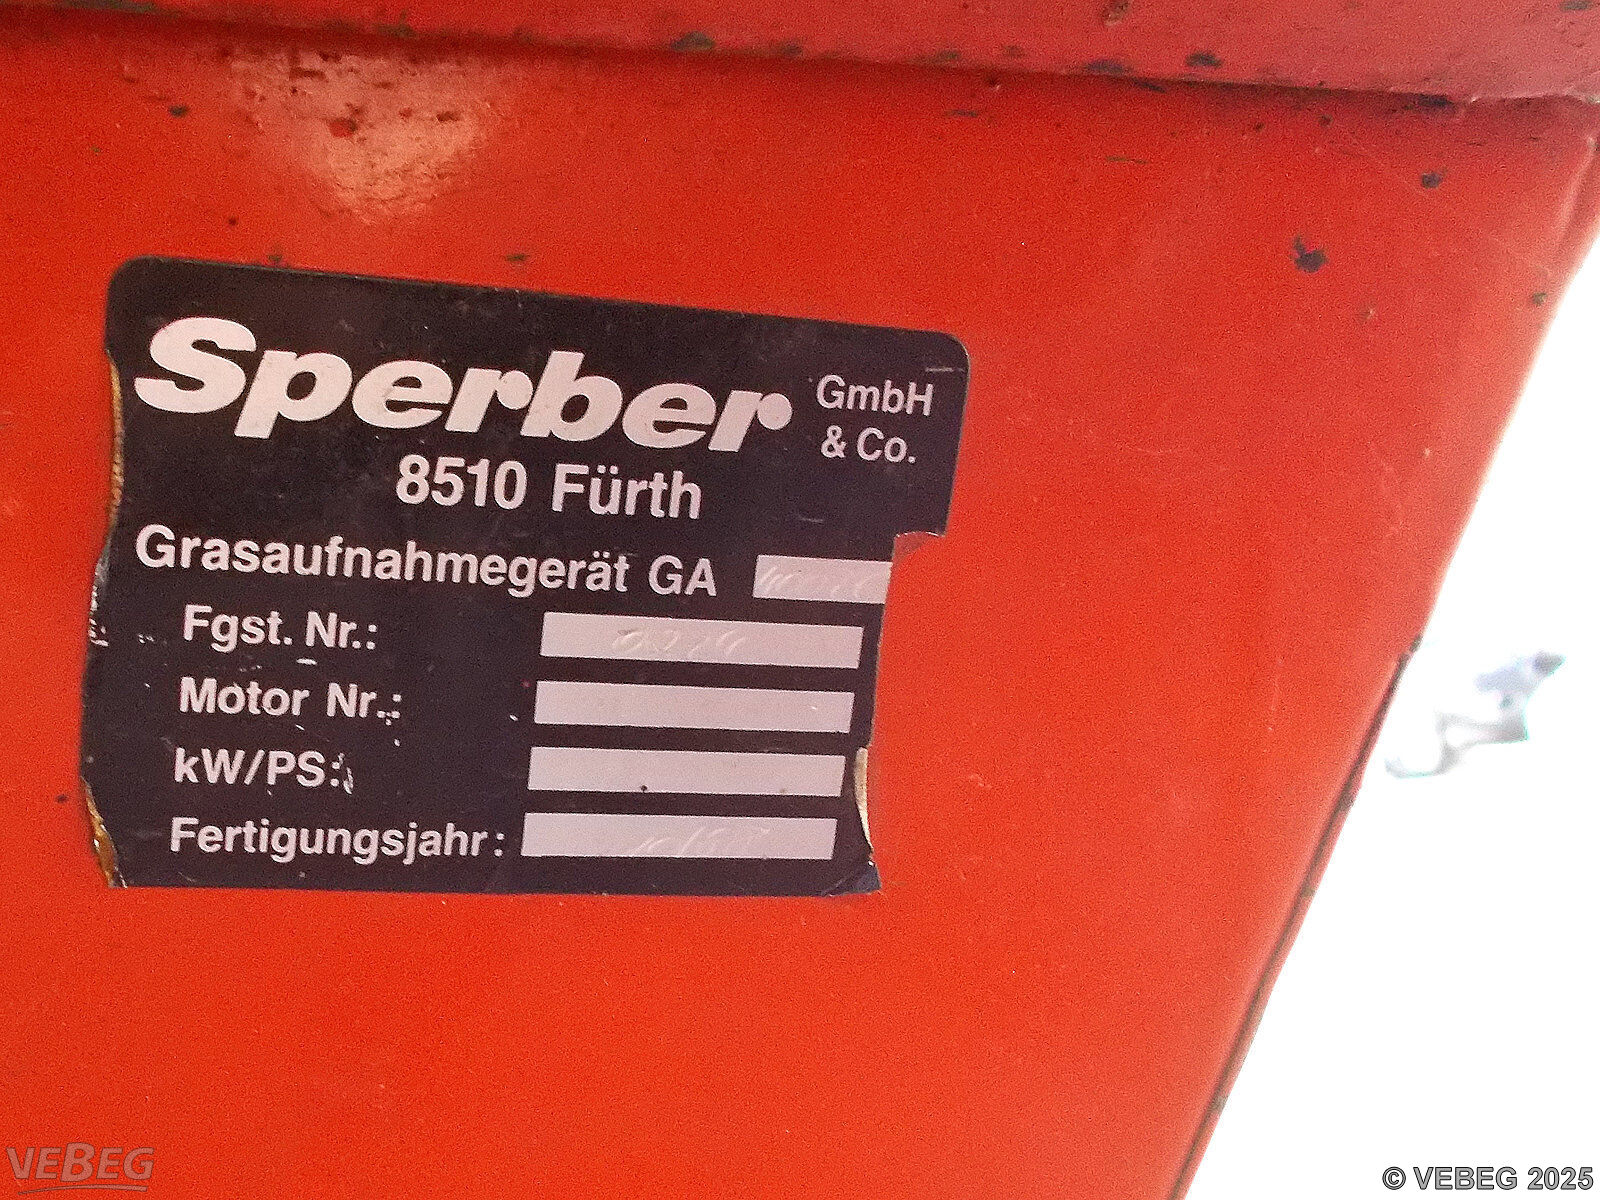 Sperber GmbH & Co.
8510 Fürth
Grasaufnahmegerät GA
Fgst. Nr.:
Motor Nr.:
kW/PS:
Fertigungsjahr:
VEBEG
© VEBEG 2025